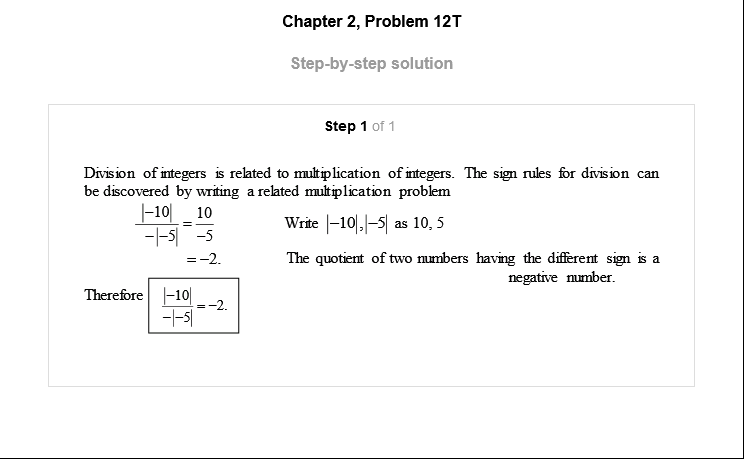 Chapter 2, Problem 12T
Step-by-step solution
Step 1 of 1
Division of integers is related to multiplication of integers. The sign rules for division can
be discovered by writing a related multiplication problem
|−10| / −|−5| = 10 / −5 Write |−10|,|−5| as 10, 5
= −2. The quotient of two numbers having the different sign is a
negative number.
Therefore |−10| / −|−5| = −2.